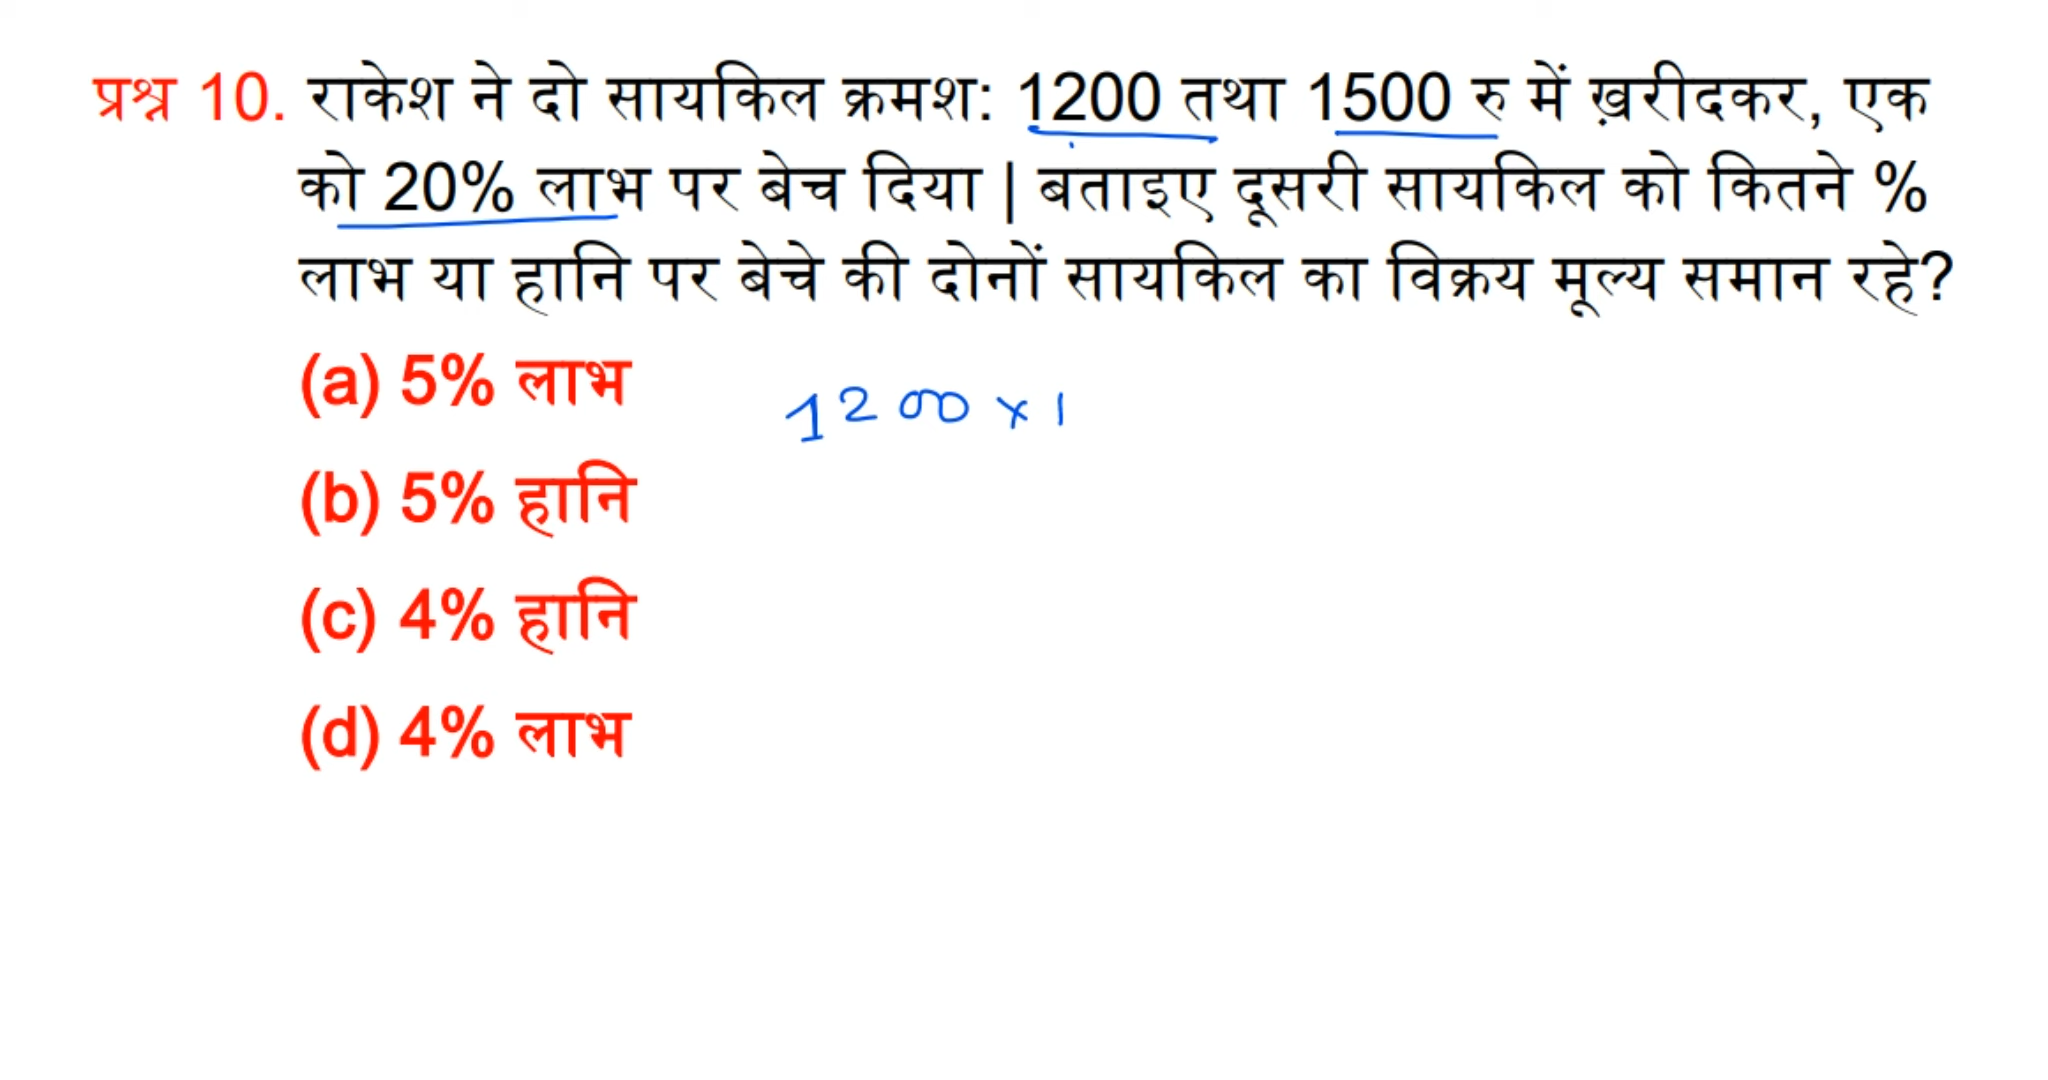 प्रश्न 10. राकेश ने दो सायकिल क्रमश: 1200 तथा 1500 रु में ख़रीदकर, एक
को 20% लाभ पर बेच दिया | बताइए दूसरी सायकिल को कितने %
लाभ या हानि पर बेचे की दोनों सायकिल का विक्रय मूल्य समान रहे?
(a) 5% लाभ
1200 × 1
(b) 5% हानि
(c) 4% हानि
(d) 4% लाभ